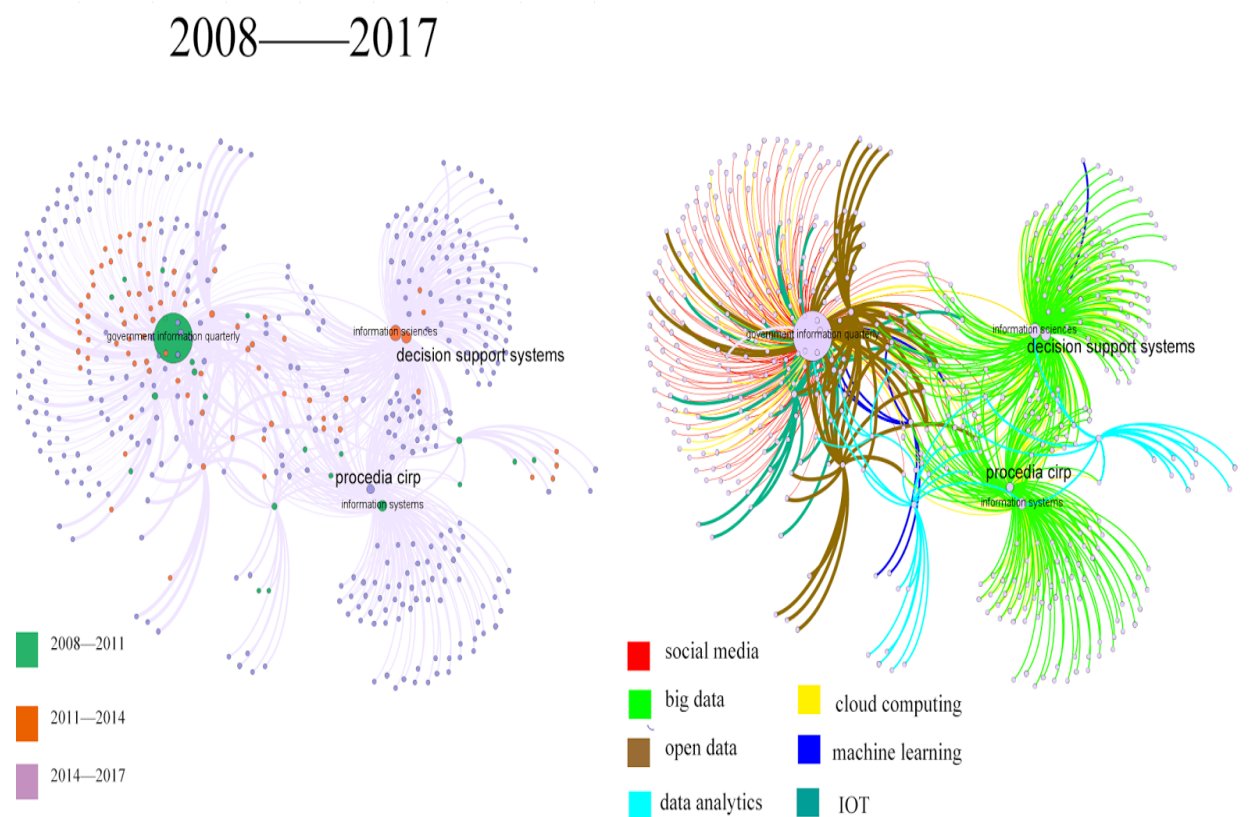 2008——2017
government information quarterly
information sciences
decision support systems
procedia cirp
information systems
2008—2011
2011—2014
2014—2017
government information quarterly
information sciences
decision support systems
procedia cirp
information systems
social media
big data
open data
data analytics
cloud computing
machine learning
IOT